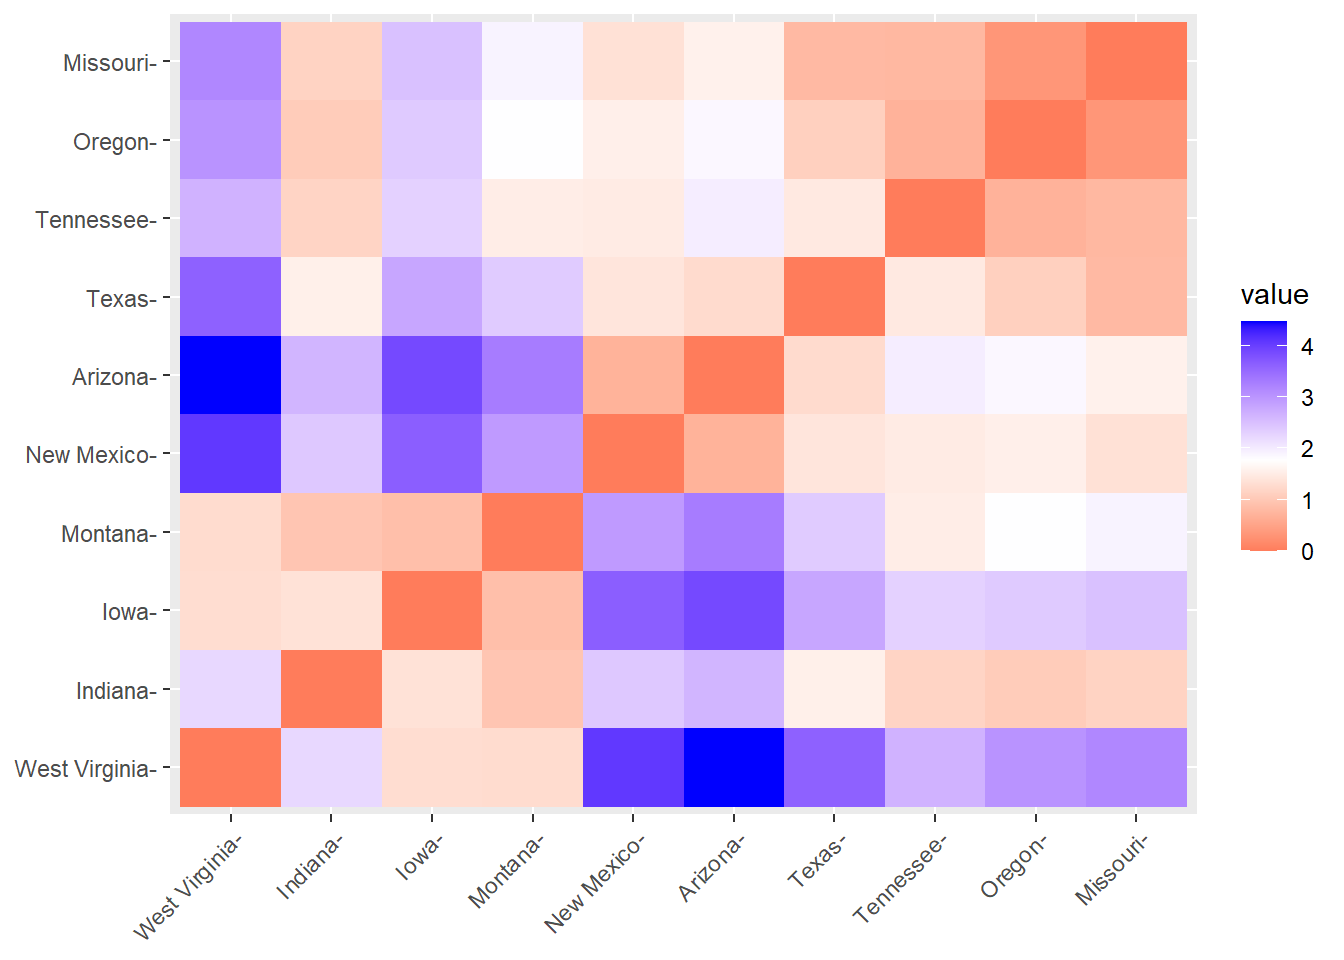 Missouri-
Oregon-
Tennessee-
Texas-
Arizona-
New Mexico-
Montana-
Iowa-
Indiana-
West Virginia-
West Virginia-
Indiana-
Iowa-
Montana-
New Mexico-
Arizona-
Texas-
Tennessee-
Oregon-
Missouri-
value
4
3
2
1
0